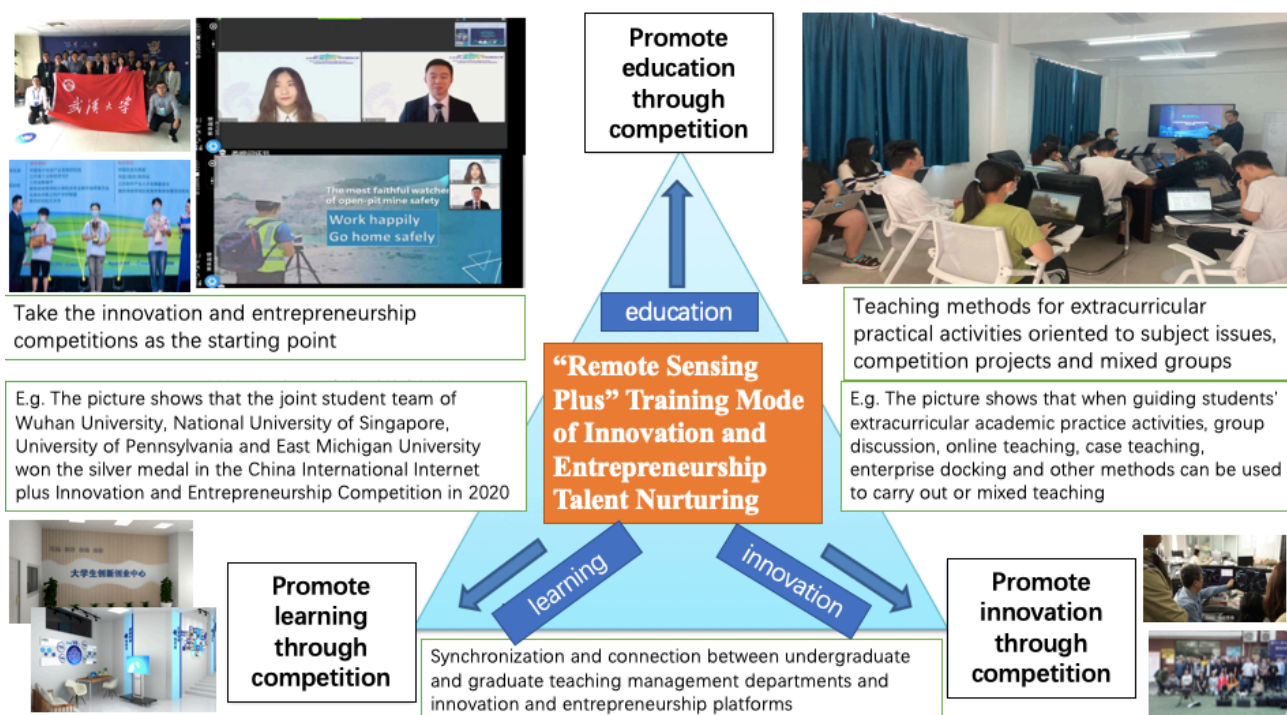 武汉大学
The most faithful watcher
of open-pit mine safety
Work happily
Go home safely
Promote
education
through
competition
education
Take the innovation and entrepreneurship
competitions as the starting point
Teaching methods for extracurricular
practical activities oriented to subject issues,
competition projects and mixed groups
“Remote Sensing
Plus” Training Mode
of Innovation and
Entrepreneurship
Talent Nurturing
E.g. The picture shows that the joint student team of
Wuhan University, National University of Singapore,
University of Pennsylvania and East Michigan University
won the silver medal in the China International Internet
plus Innovation and Entrepreneurship Competition in 2020
E.g. The picture shows that when guiding students’
extracurricular academic practice activities, group
discussion, online teaching, case teaching,
enterprise docking and other methods can be used
to carry out or mixed teaching
大学生创新创业中心
learning
innovation
Promote
learning
through
competition
Promote
innovation
through
competition
Synchronization and connection between undergraduate
and graduate teaching management departments and
innovation and entrepreneurship platforms